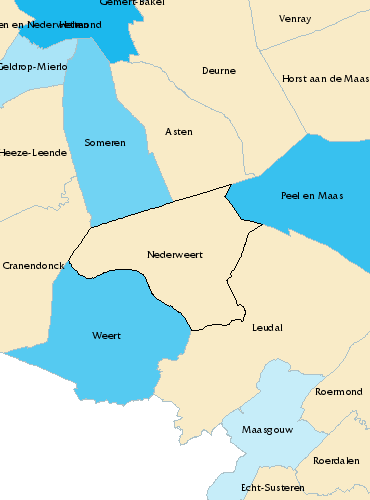 Gemert-Bakel
Venray
en en Nederwetten
Helmond
Geldrop-Mierlo
Deurne
Horst aan de Maas
Asten
Someren
Heeze-Leende
Peel en Maas
Nederweert
Cranendonck
Leudal
Weert
Roermond
Maasgouw
Roerdalen
Echt-Susteren